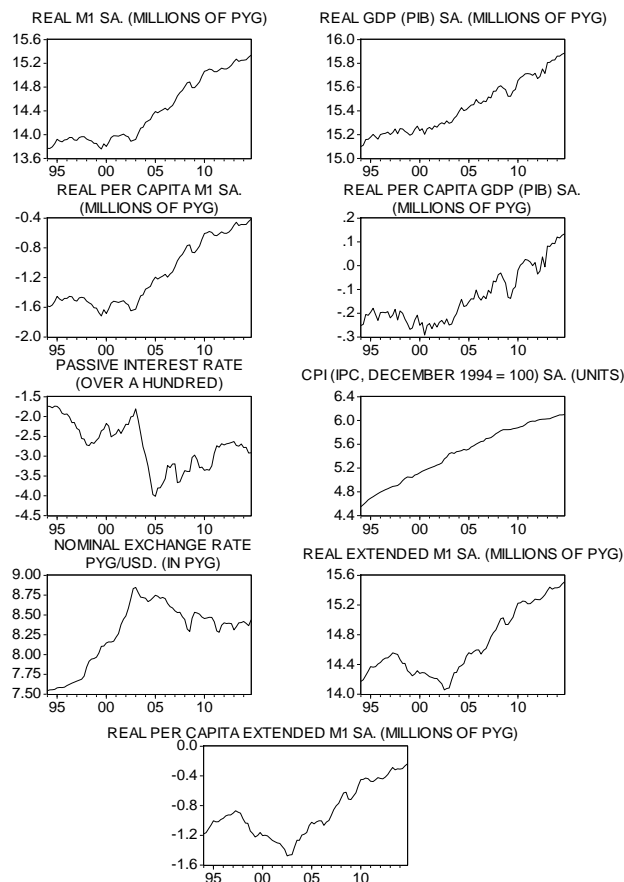 REAL M1 SA. (MILLIONS OF PYG)
15.6
15.2
14.8
14.4
14.0
13.6
95 00 05 10
REAL GDP (PIB) SA. (MILLIONS OF PYG)
16.0
15.8
15.6
15.4
15.2
15.0
95 00 05 10
REAL PER CAPITA M1 SA.
(MILLIONS OF PYG)
-0.4
-0.8
-1.2
-1.6
-2.0
95 00 05 10
REAL PER CAPITA GDP (PIB) SA.
(MILLIONS OF PYG)
.2
.1
.0
-.1
-.2
-.3
95 00 05 10
PASSIVE INTEREST RATE
(OVER A HUNDRED)
-1.5
-2.0
-2.5
-3.0
-3.5
-4.0
-4.5
95 00 05 10
CPI (IPC, DECEMBER 1994 = 100) SA. (UNITS)
6.4
6.0
5.6
5.2
4.8
4.4
95 00 05 10
NOMINAL EXCHANGE RATE
PYG/USD. (IN PYG)
9.00
8.75
8.50
8.25
8.00
7.75
7.50
95 00 05 10
REAL EXTENDED M1 SA. (MILLIONS OF PYG)
15.6
15.2
14.8
14.4
14.0
95 00 05 10
REAL PER CAPITA EXTENDED M1 SA. (MILLIONS OF PYG)
0.0
-0.4
-0.8
-1.2
-1.6
95 00 05 10